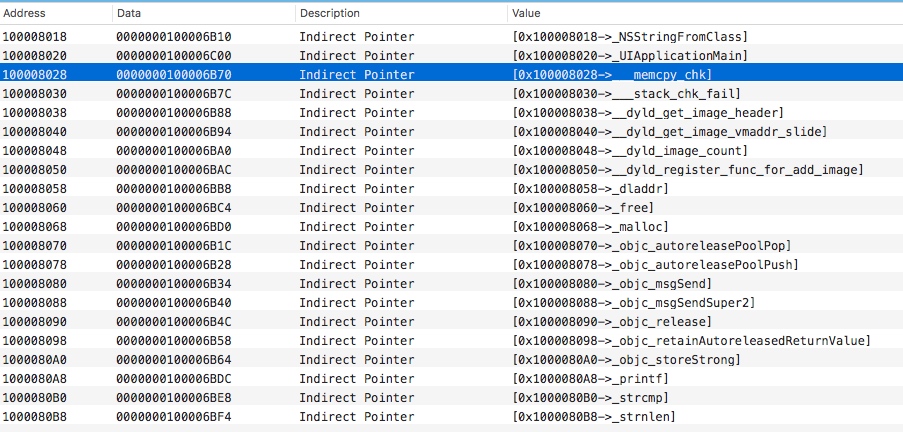 Address Data Description Value
100008018 0000000100006B10 Indirect Pointer [0x100008018->_NSStringFromClass]
100008020 0000000100006C00 Indirect Pointer [0x100008020->_UIApplicationMain]
100008028 0000000100006B70 Indirect Pointer [0x100008028->___memcpy_chk]
100008030 0000000100006B7C Indirect Pointer [0x100008030->___stack_chk_fail]
100008038 0000000100006B88 Indirect Pointer [0x100008038->__dyld_get_image_header]
100008040 0000000100006B94 Indirect Pointer [0x100008040->__dyld_get_image_vmaddr_slide]
100008048 0000000100006BA0 Indirect Pointer [0x100008048->__dyld_image_count]
100008050 0000000100006BAC Indirect Pointer [0x100008050->__dyld_register_func_for_add_image]
100008058 0000000100006BB8 Indirect Pointer [0x100008058->_dladdr]
100008060 0000000100006BC4 Indirect Pointer [0x100008060->_free]
100008068 0000000100006BD0 Indirect Pointer [0x100008068->_malloc]
100008070 0000000100006B1C Indirect Pointer [0x100008070->_objc_autoreleasePoolPop]
100008078 0000000100006B28 Indirect Pointer [0x100008078->_objc_autoreleasePoolPush]
100008080 0000000100006B34 Indirect Pointer [0x100008080->_objc_msgSend]
100008088 0000000100006B40 Indirect Pointer [0x100008088->_objc_msgSendSuper2]
100008090 0000000100006B4C Indirect Pointer [0x100008090->_objc_release]
100008098 0000000100006B58 Indirect Pointer [0x100008098->_objc_retainAutoreleasedReturnValue]
1000080A0 0000000100006B64 Indirect Pointer [0x1000080A0->_objc_storeStrong]
1000080A8 0000000100006BDC Indirect Pointer [0x1000080A8->_printf]
1000080B0 0000000100006BE8 Indirect Pointer [0x1000080B0->_strcmp]
1000080B8 0000000100006BF4 Indirect Pointer [0x1000080B8->_strnlen]